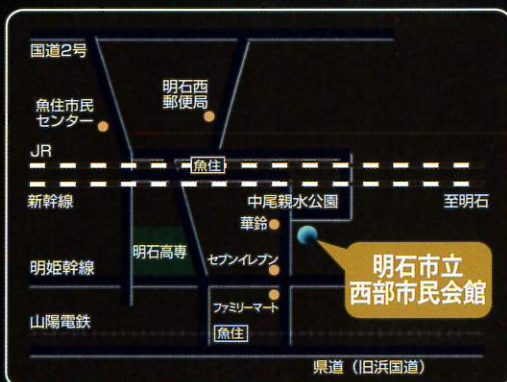 国道2号
明石西
郵便局
魚住市民
センター
JR
魚住
新幹線
中尾親水公園
至明石
華鈴
明石高専
セブンイレブン
明姫幹線
明石市立
西部市民会館
ファミリーマート
山陽電鉄
魚住
県道（旧浜国道）